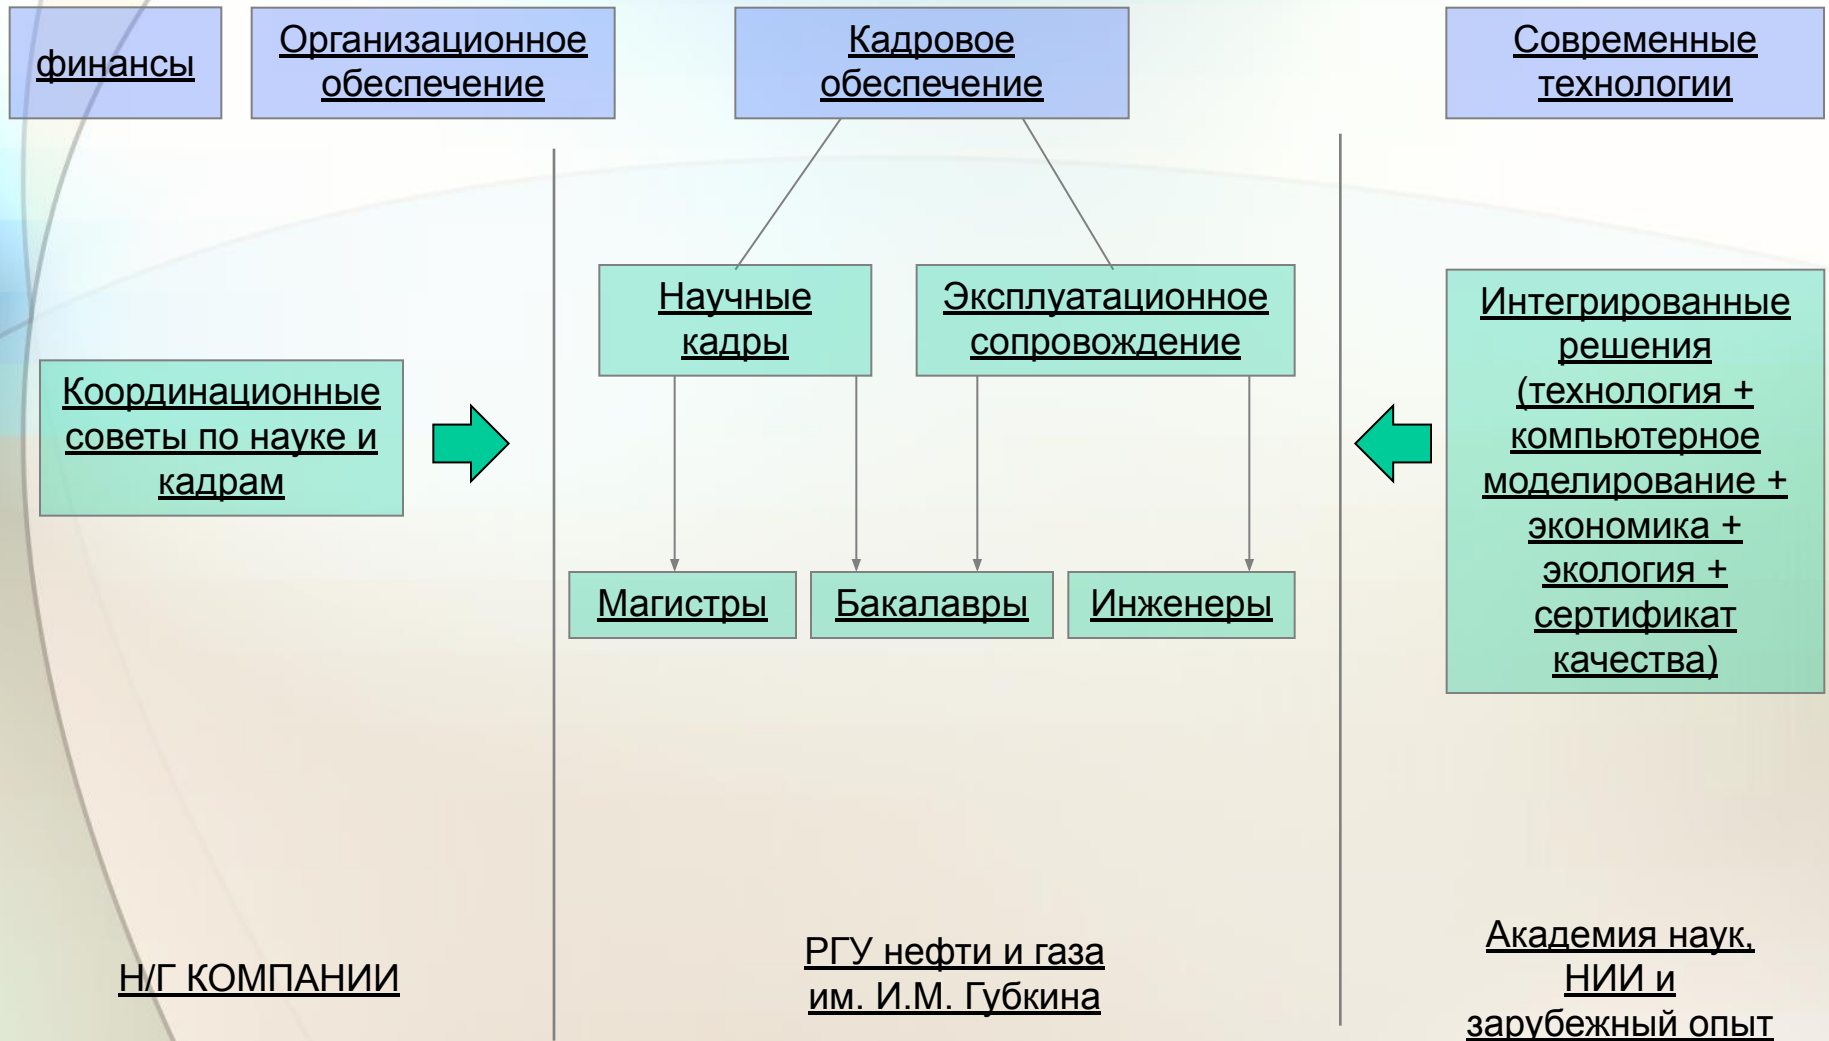 финансы
Организационное
обеспечение
Кадровое
обеспечение
Современные
технологии
Координационные
советы по науке и
кадрам
Научные
кадры
Эксплуатационное
сопровождение
Магистры
Бакалавры
Инженеры
Интегрированные
решения
(технология +
компьютерное
моделирование +
экономика +
экология +
сертификат
качества)
Н/Г КОМПАНИИ
РГУ нефти и газа
им. И.М. Губкина
Академия наук,
НИИ и
зарубежный опыт